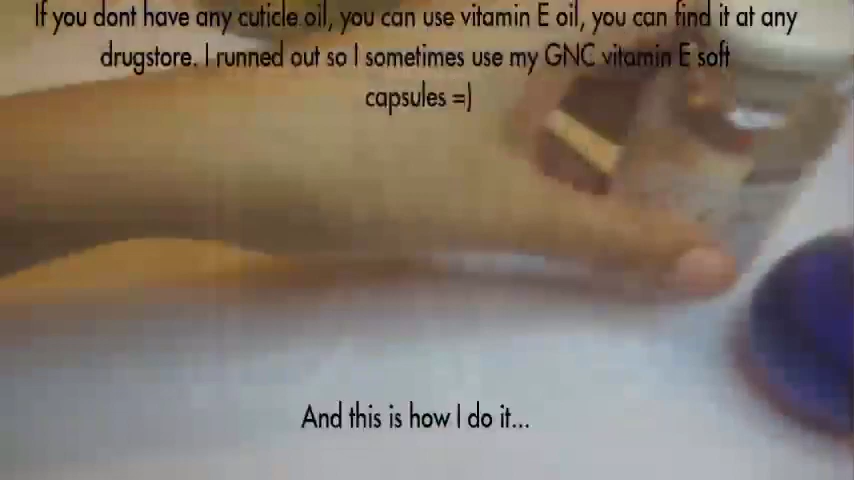 If you dont have any cuticle oil, you can use vitamin E oil, you can find it at any
drugstore. I runned out so I sometimes use my GNC vitamin E soft
capsules =)
And this is how I do it...